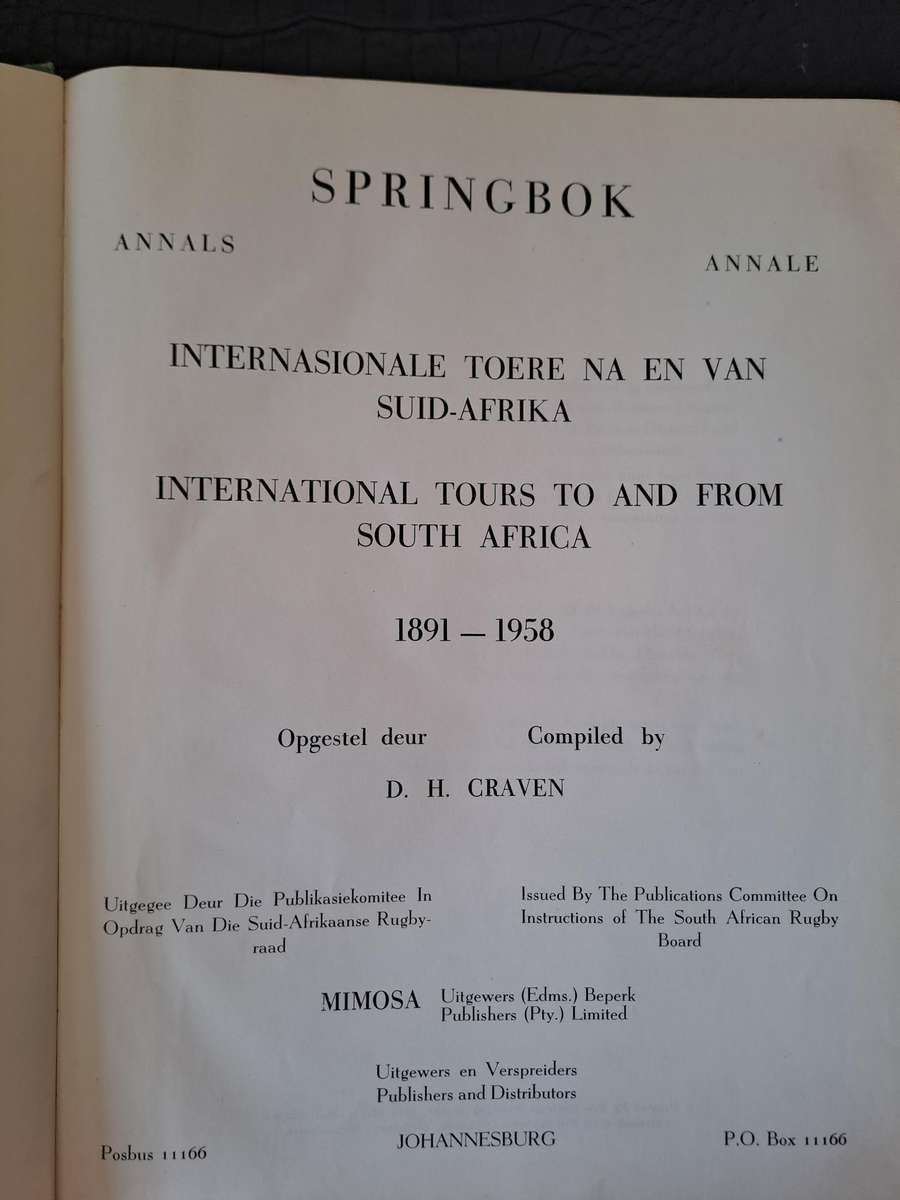 SPRINGBOK
ANNALS
ANNALE
INTERNASIONALE TOERE NA EN VAN
SUID-AFRIKA
INTERNATIONAL TOURS TO AND FROM
SOUTH AFRICA
1891 — 1958
Opgestel deur
Compiled by
D. H. CRAVEN
Uitgegee Deur Die Publikasiekomitee In
Opdrag Van Die Suid-Afrikaanse Rugby-
raad
Issued By The Publications Committee On
Instructions of The South African Rugby
Board
MIMOSA
Uitgewers (Edms.) Beperk
Publishers (Pty.) Limited
Uitgewers en Verspreiders
Publishers and Distributors
Posbus 11166
JOHANNESBURG
P.O. Box 11166